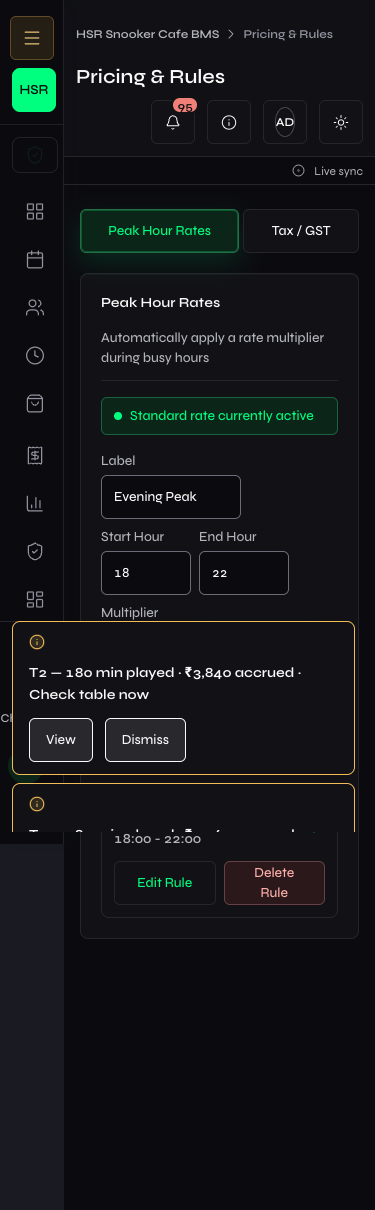 HSR Snooker Cafe BMS > Pricing & Rules
HSR
Pricing & Rules
95
AD
Live sync
Peak Hour Rates
Tax / GST
Peak Hour Rates
Automatically apply a rate multiplier
during busy hours
Standard rate currently active
Label
Evening Peak
Start Hour
End Hour
18
22
Multiplier
T2 — 180 min played · ₹3,840 accrued ·
Check table now
View
Dismiss
18:00 - 22:00
Edit Rule
Delete
Rule